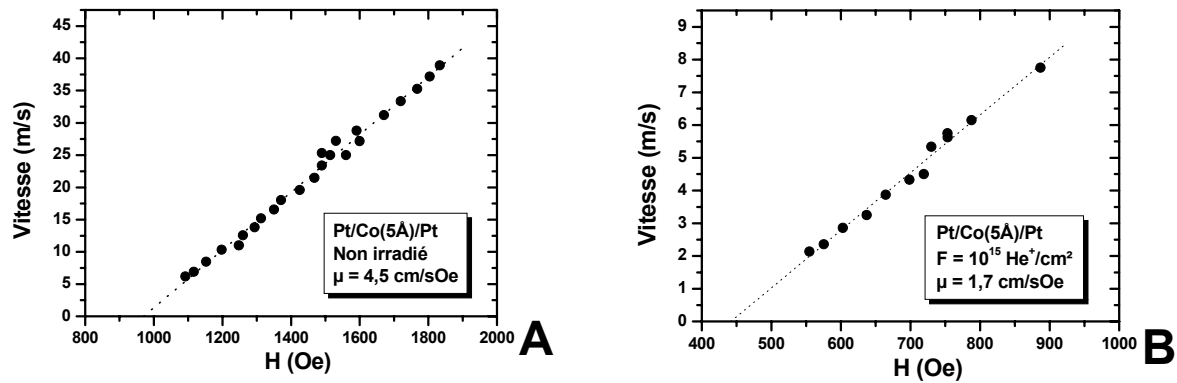 45
40
35
30
25
20
15
10
5
0
Vitesse (m/s)
800 1000 1200 1400 1600 1800 2000
H (Oe)
Pt/Co(5Å)/Pt
Non irradié
μ = 4,5 cm/sOe
A
9
8
7
6
5
4
3
2
1
0
Vitesse (m/s)
400 500 600 700 800 900 1000
H (Oe)
Pt/Co(5Å)/Pt
F = 10¹⁵ He⁺/cm²
μ = 1,7 cm/sOe
B